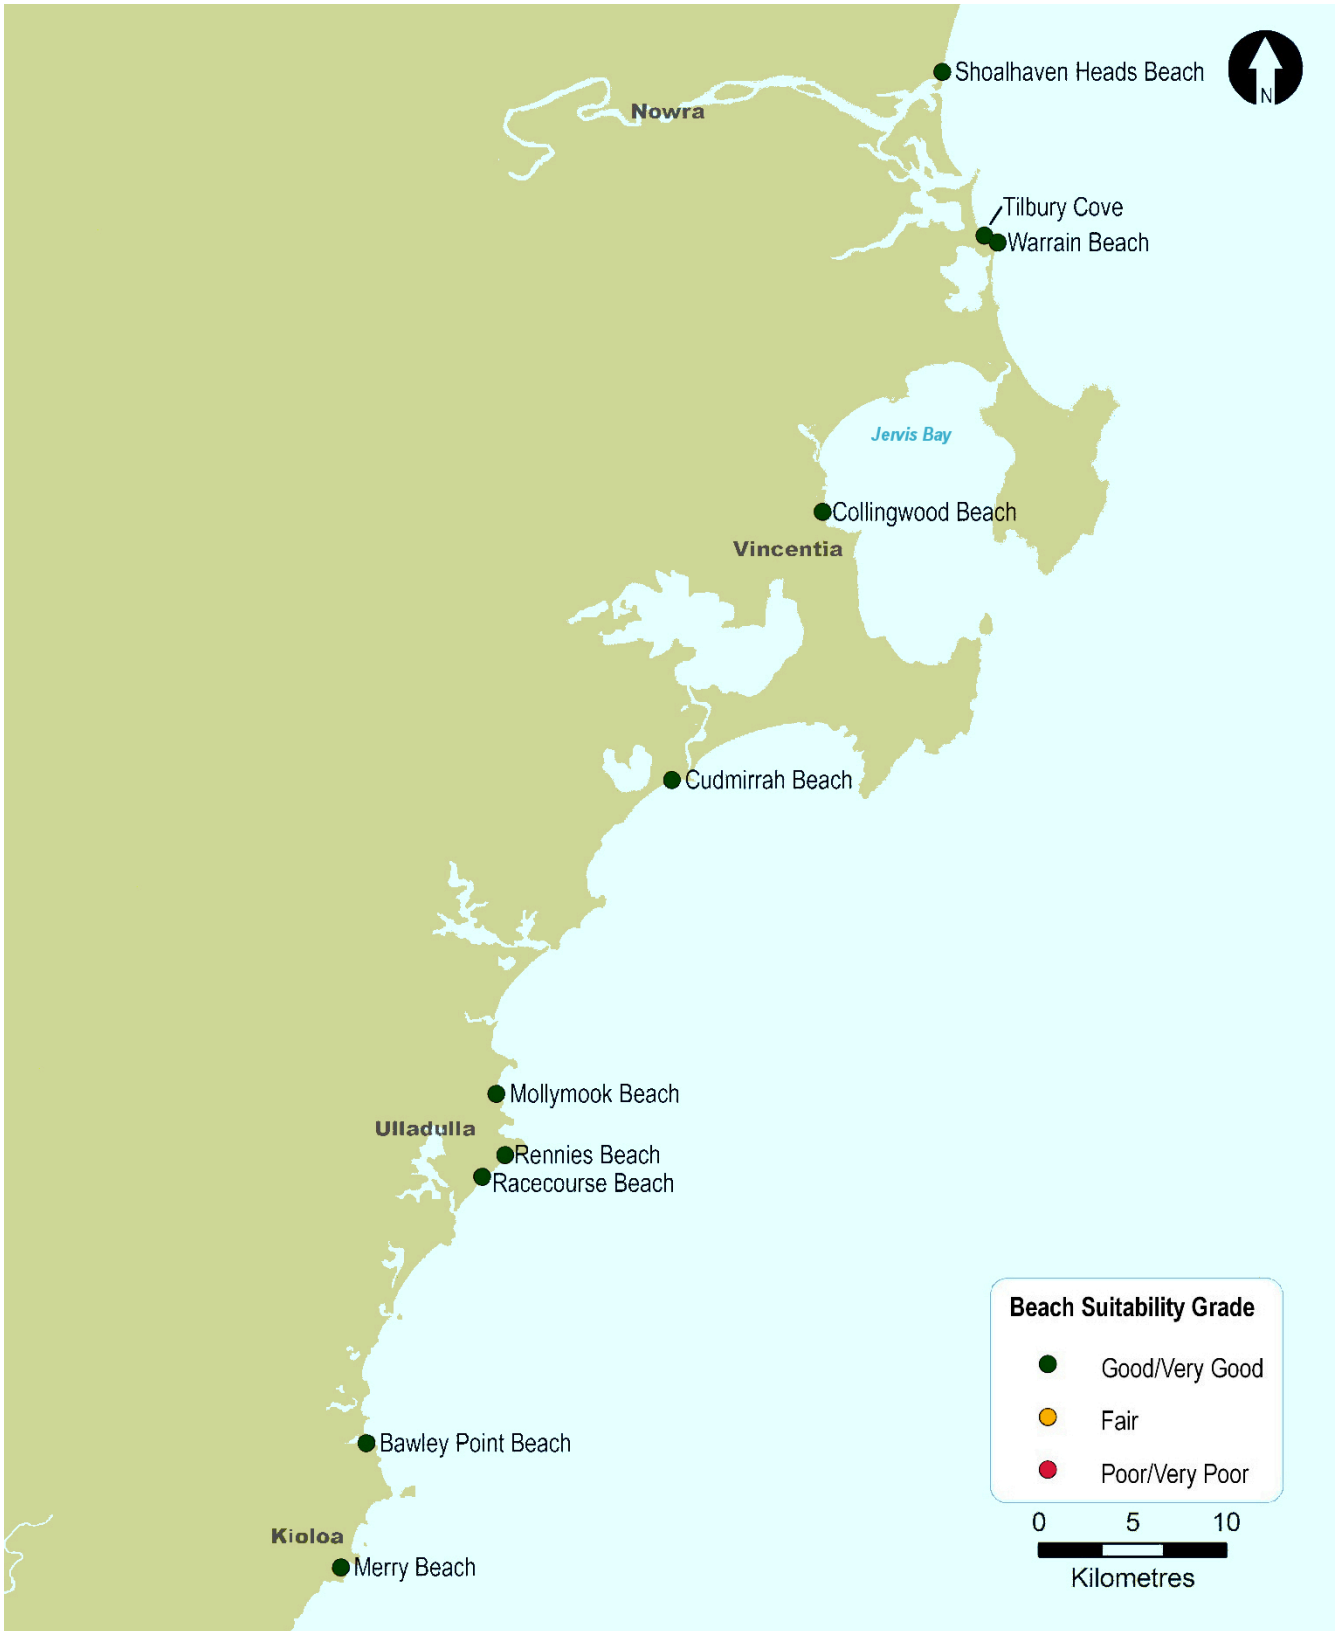 Shoalhaven Heads Beach
N
Nowra
Tilbury Cove
Warrain Beach
Jervis Bay
Collingwood Beach
Vincentia
Cudmirrah Beach
Mollymook Beach
Ulladulla
Rennies Beach
Racecourse Beach
Beach Suitability Grade
Good/Very Good
Fair
Poor/Very Poor
Bawley Point Beach
0 5 10
Kilometres
Kioloa
Merry Beach